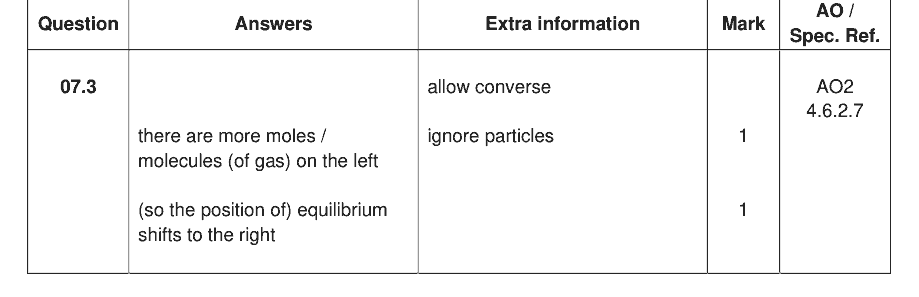 Question Answers Extra information Mark AO /
Spec. Ref.
07.3 allow converse AO2
4.6.2.7
there are more moles / ignore particles 1
molecules (of gas) on the left
(so the position of) equilibrium 1
shifts to the right